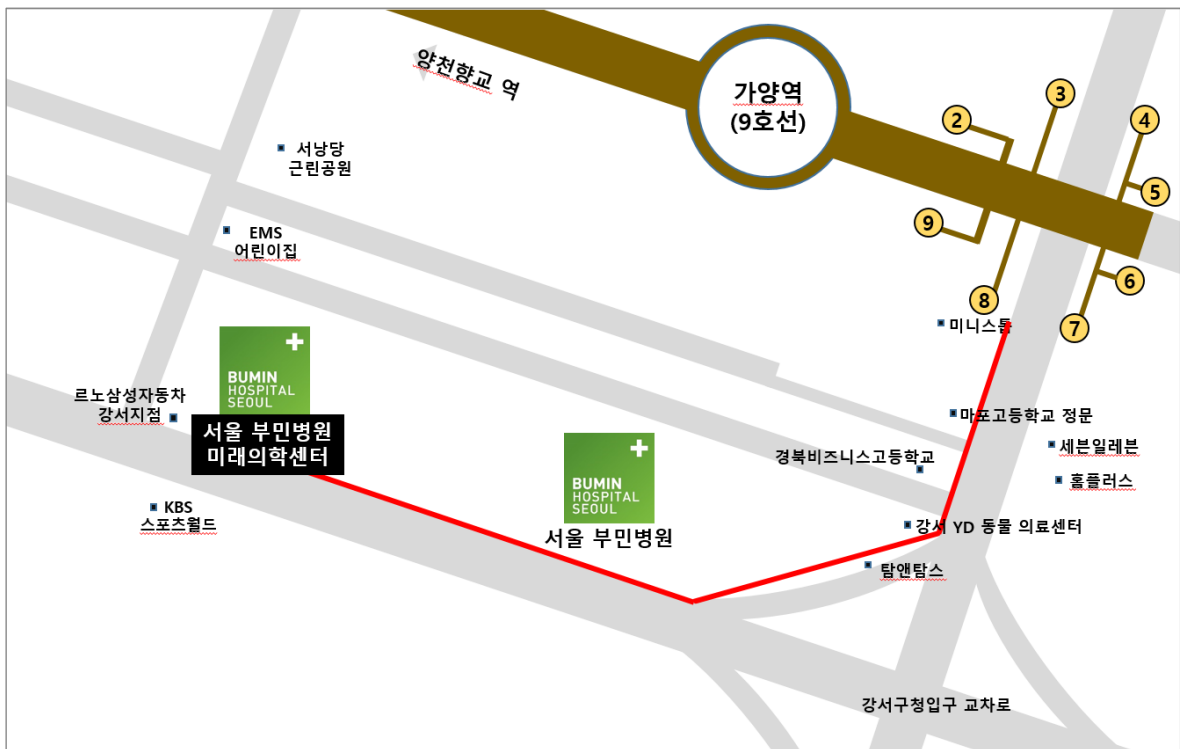 양천향교 역
가양역
(9호선)
2
3
4
5
9
6
8
7
서낭당
근린공원
EMS
어린이집
미니스톱
BUMIN
HOSPITAL
SEOUL
르노삼성자동차
강서지점
서울 부민병원
미래의학센터
마포고등학교 정문
세븐일레븐
경북비즈니스고등학교
홈플러스
BUMIN
HOSPITAL
SEOUL
서울 부민병원
KBS
스포츠월드
강서 YD 동물 의료센터
탐앤탐스
강서구청입구 교차로